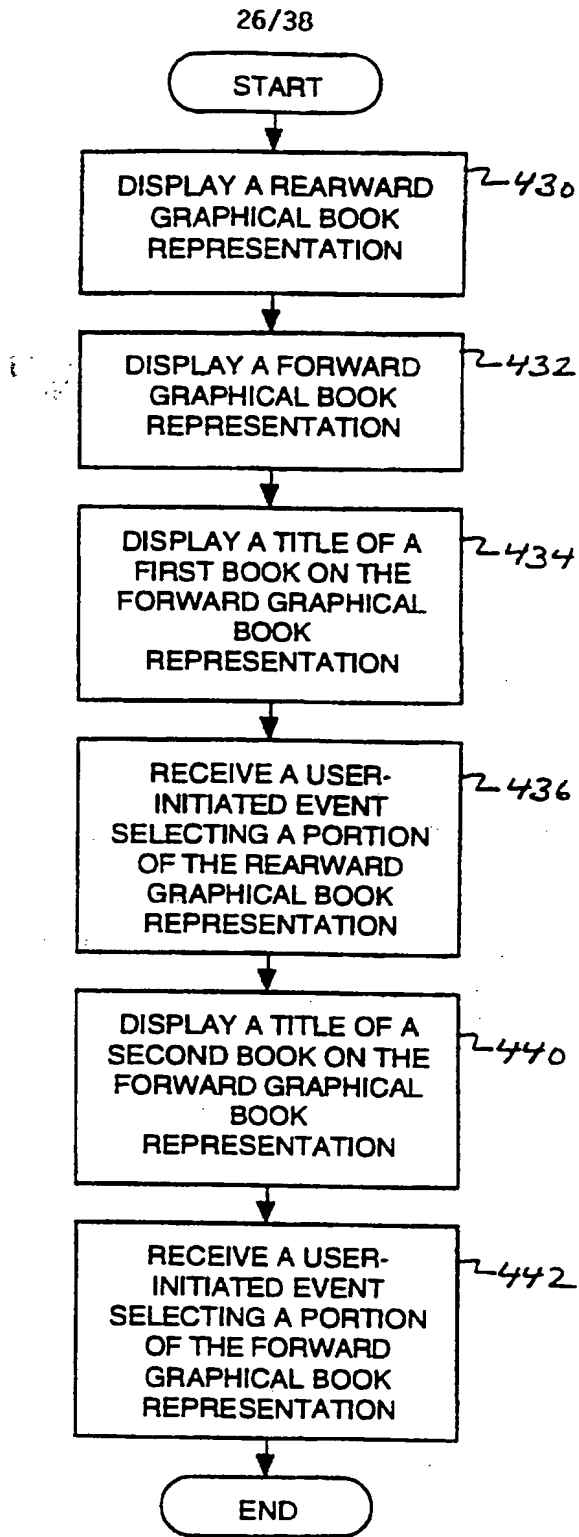 26/38
START
DISPLAY A REARWARD
GRAPHICAL BOOK
REPRESENTATION
430
DISPLAY A FORWARD
GRAPHICAL BOOK
REPRESENTATION
432
DISPLAY A TITLE OF A
FIRST BOOK ON THE
FORWARD GRAPHICAL
BOOK
REPRESENTATION
434
RECEIVE A USER-
INITIATED EVENT
SELECTING A PORTION
OF THE REARWARD
GRAPHICAL BOOK
REPRESENTATION
436
DISPLAY A TITLE OF A
SECOND BOOK ON THE
FORWARD GRAPHICAL
BOOK
REPRESENTATION
440
RECEIVE A USER-
INITIATED EVENT
SELECTING A PORTION
OF THE FORWARD
GRAPHICAL BOOK
REPRESENTATION
442
END